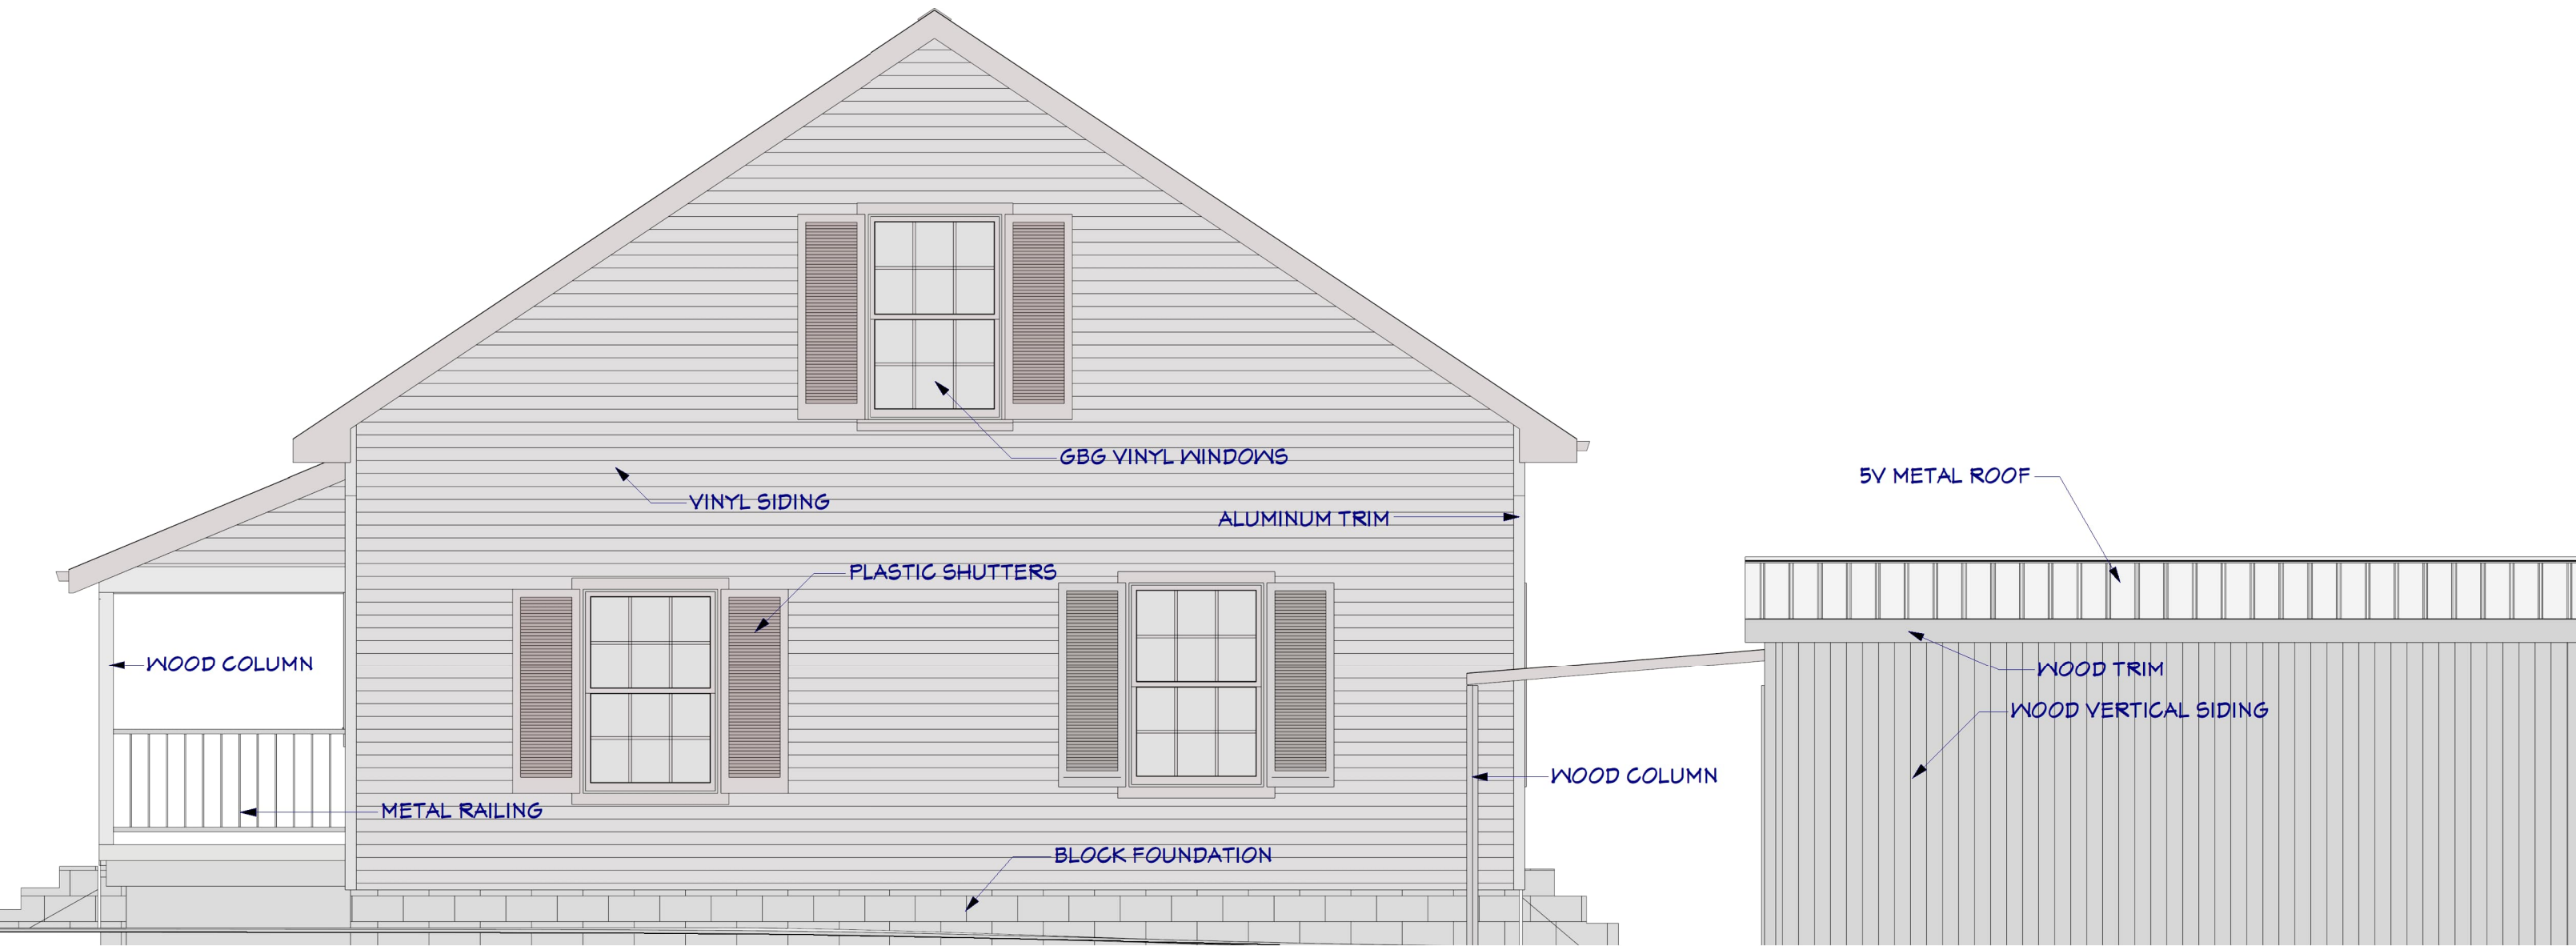 GBG VINYL WINDOWS
5V METAL ROOF
VINYL SIDING
ALUMINUM TRIM
PLASTIC SHUTTERS
WOOD COLUMN
WOOD TRIM
WOOD VERTICAL SIDING
WOOD COLUMN
METAL RAILING
BLOCK FOUNDATION